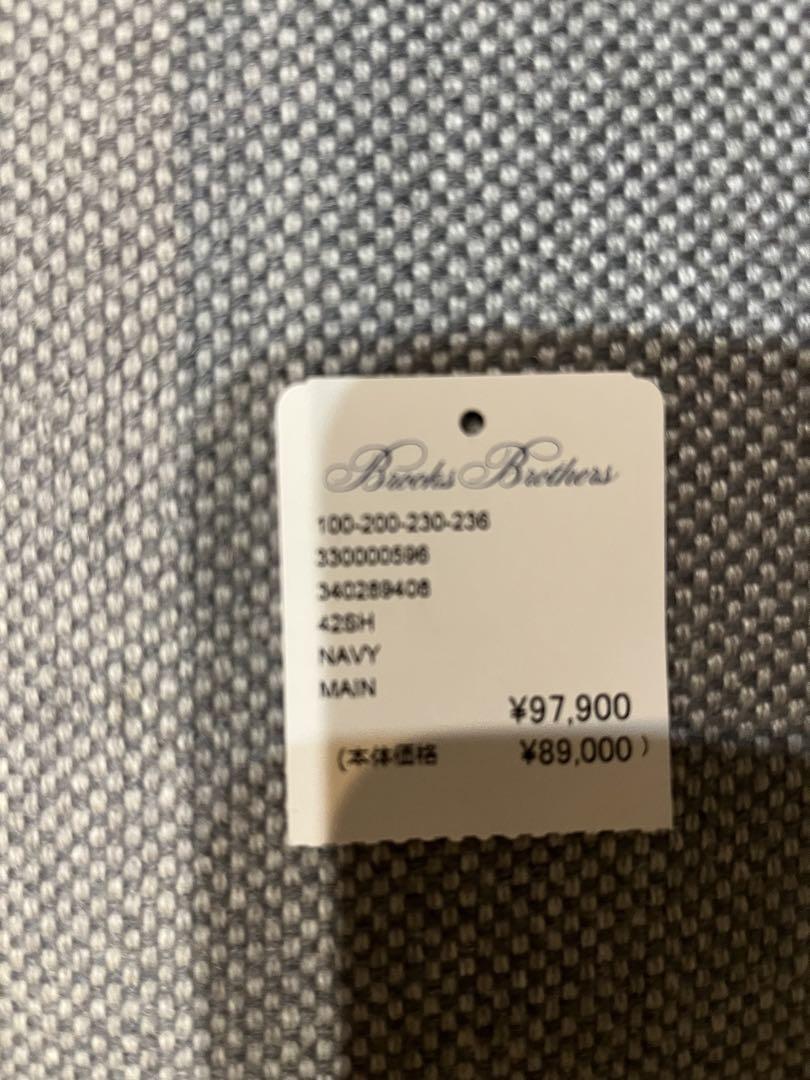 Brooks Brothers
100-200-230-236
330000596
340289408
42SH
NAVY
MAIN
¥97,900
(本体価格 ¥89,000)